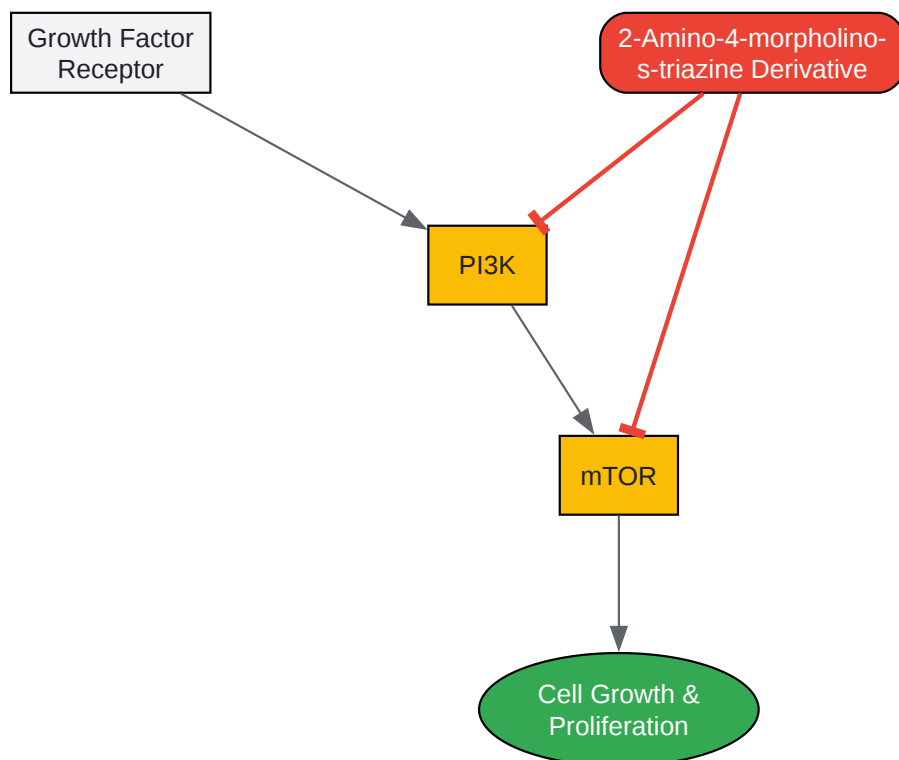 Growth Factor
Receptor
2-Amino-4-morpholino-
s-triazine Derivative
PI3K
mTOR
Cell Growth &
Proliferation